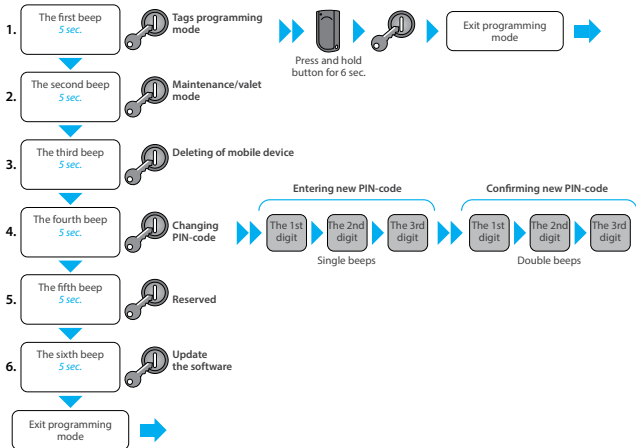 1.
The first beep
5 sec.
Tags programming
mode
Press and hold
button for 6 sec.
Exit programming
mode
2.
The second beep
5 sec.
Maintenance/valet
mode
3.
The third beep
5 sec.
Deleting of mobile device
4.
The fourth beep
5 sec.
Changing
PIN-code
Entering new PIN-code
The 1st
digit
The 2nd
digit
The 3rd
digit
Single beeps
Confirming new PIN-code
The 1st
digit
The 2nd
digit
The 3rd
digit
Double beeps
5.
The fifth beep
5 sec.
Reserved
6.
The sixth beep
5 sec.
Update
the software
Exit programming
mode